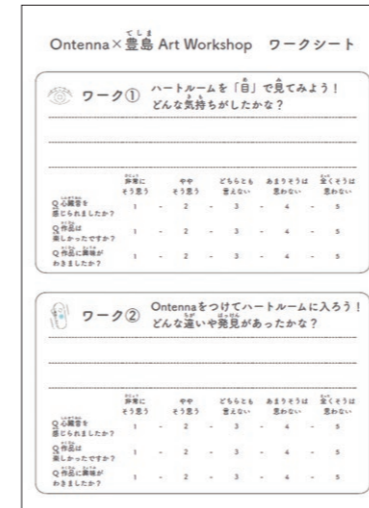 Ontenna×豊島 Art Workshop ワークシート
てしま
ワーク① ハートルームを「目」で見てみよう！
どんな気持ちがしたかな？
非常に やや どちらとも あまりそうは 全くそうは
そう思う そう思う 言えない 思わない 思わない
Q 心臓音を
感じられましたか？ 1 - 2 - 3 - 4 - 5
Q 作品は
楽しかったですか？ 1 - 2 - 3 - 4 - 5
Q 作品に興味が
わきましたか？ 1 - 2 - 3 - 4 - 5
ワーク② Ontennaをつけてハートルームに入ろう！
どんな違いや発見があったかな？
非常に やや どちらとも あまりそうは 全くそうは
そう思う そう思う 言えない 思わない 思わない
Q 心臓音を
感じられましたか？ 1 - 2 - 3 - 4 - 5
Q 作品は
楽しかったですか？ 1 - 2 - 3 - 4 - 5
Q 作品に興味が
わきましたか？ 1 - 2 - 3 - 4 - 5